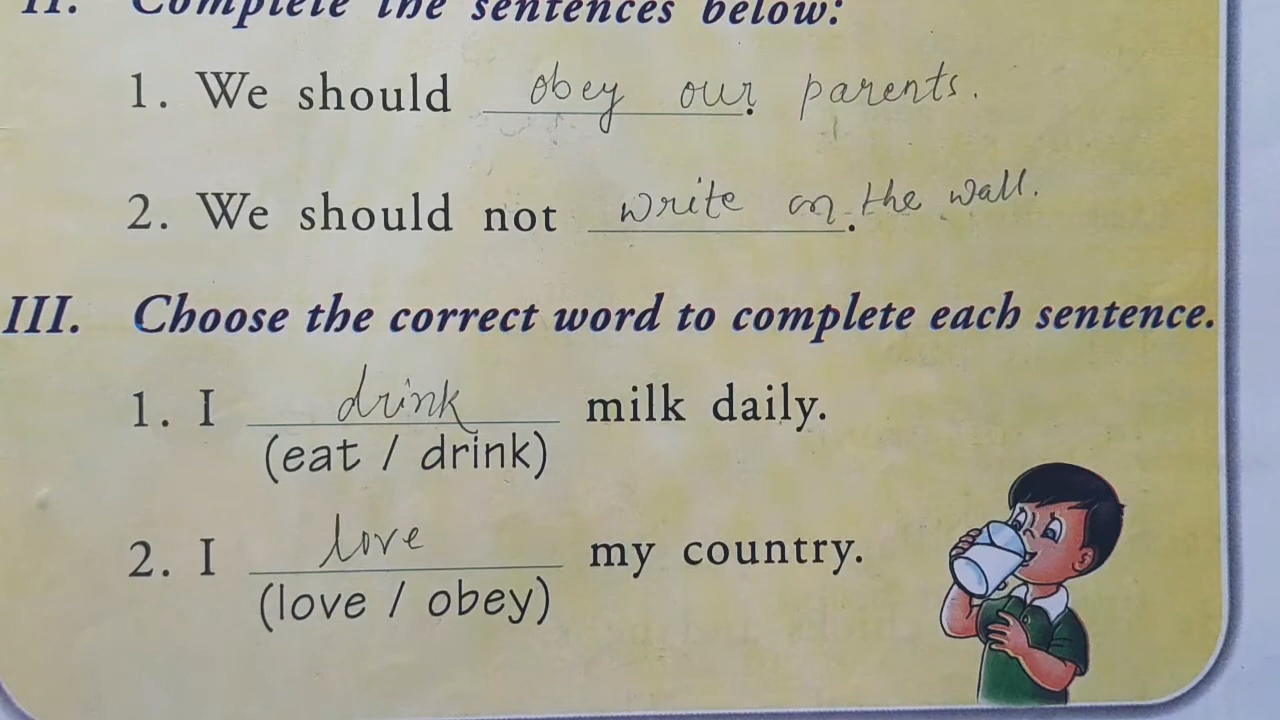 II. Complete the sentences below:
1. We should obey our parents.
2. We should not write on the wall.
III. Choose the correct word to complete each sentence.
1. I drink milk daily.
(eat / drink)
2. I love my country.
(love / obey)